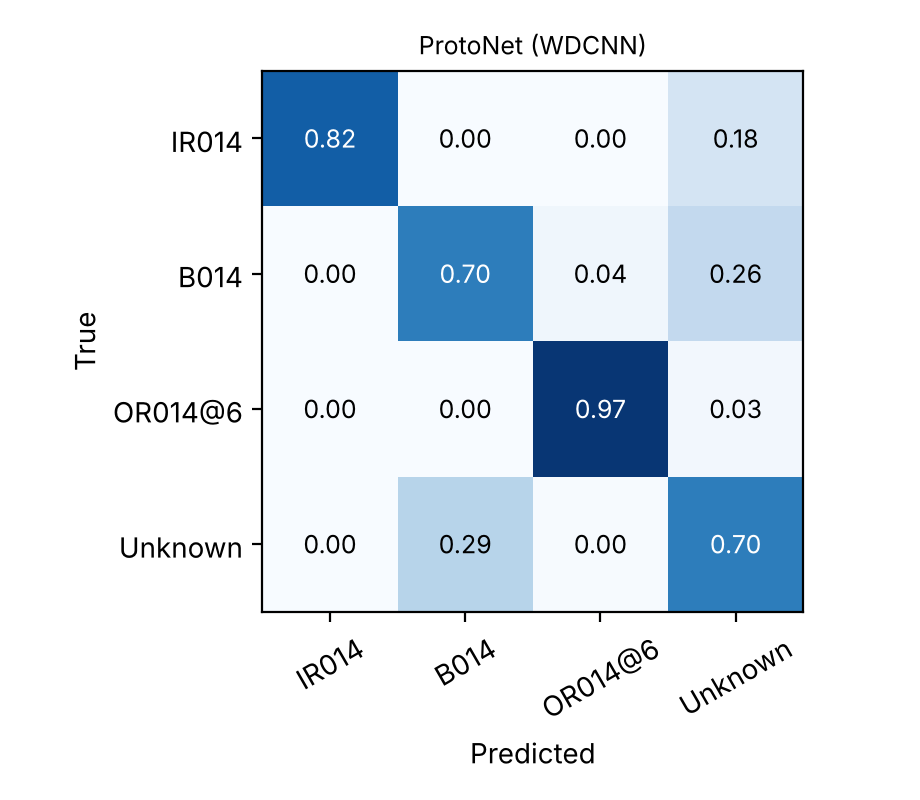 ProtoNet (WDCNN)
IR014 0.82 0.00 0.00 0.18
B014 0.00 0.70 0.04 0.26
True
OR014@6 0.00 0.00 0.97 0.03
Unknown 0.00 0.29 0.00 0.70
IR014 B014 OR014@6 Unknown
Predicted